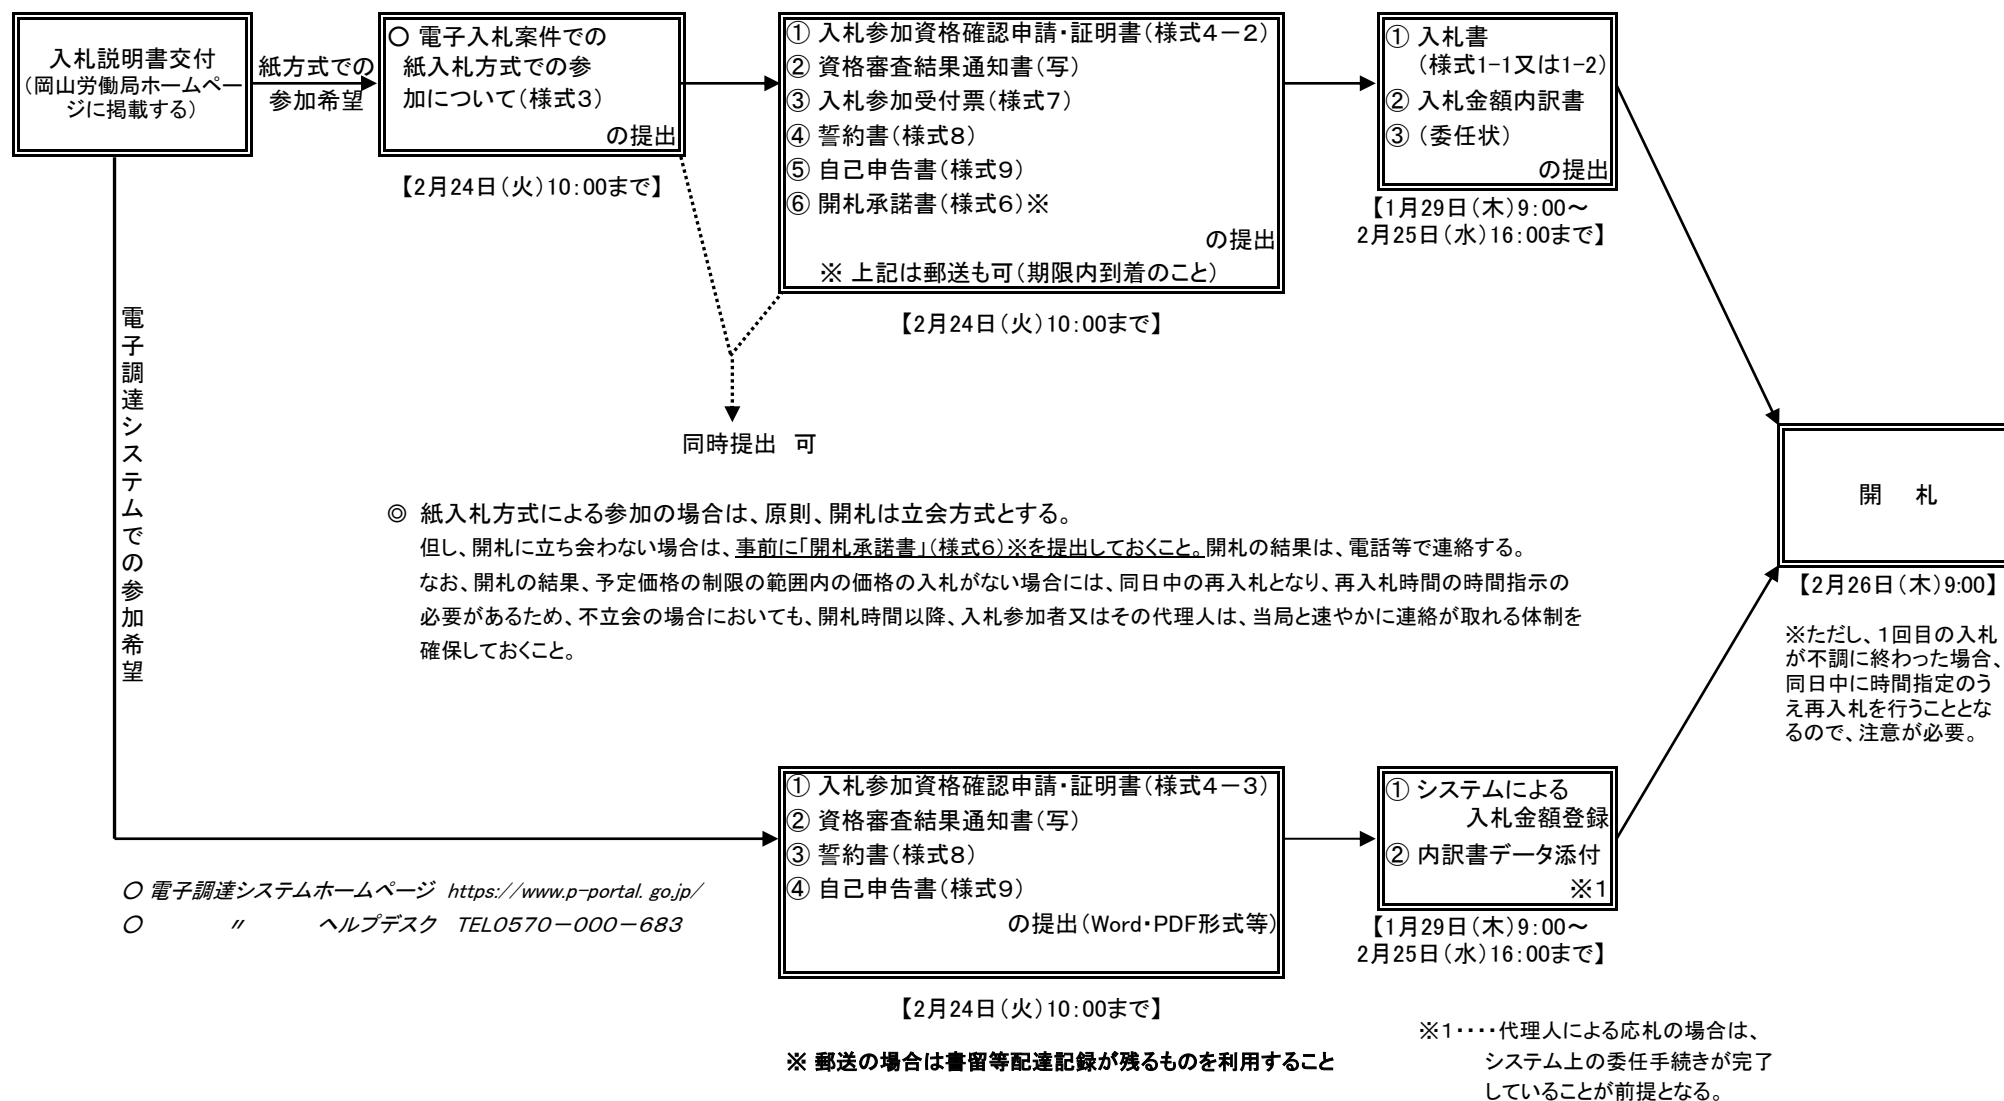 入札説明書交付
(岡山労働局ホームペー
ジに掲載する)
紙方式での
参加希望
〇 電子入札案件での
紙入札方式での参
加について(様式3)
の提出
【2月24日(火)10:00まで】
① 入札参加資格確認申請・証明書(様式4-2)
② 資格審査結果通知書(写)
③ 入札参加受付票(様式7)
④ 誓約書(様式8)
⑤ 自己申告書(様式9)
⑥ 開札承諾書(様式6)※
の提出
※ 上記は郵送も可(期限内到着のこと)
【2月24日(火)10:00まで】
① 入札書
(様式1-1又は1-2)
② 入札金額内訳書
③ (委任状)
の提出
【1月29日(木)9:00~
2月25日(水)16:00まで】
同時提出 可
電子調達システムでの参加希望
◎ 紙入札方式による参加の場合は、原則、開札は立会方式とする。
但し、開札に立ち会わない場合は、事前に「開札承諾書」(様式6)※を提出しておくこと。開札の結果は、電話等で連絡する。
なお、開札の結果、予定価格の制限の範囲内の価格の入札がない場合には、同日中の再入札となり、再入札時間の時間指示の
必要があるため、不立会の場合においても、開札時間以降、入札参加者又はその代理人は、当局と速やかに連絡が取れる体制を
確保しておくこと。
開 札
【2月26日(木)9:00】
※ただし、1回目の入札
が不調に終わった場合、
同日中に時間指定のう
え再入札を行うこととな
るので、注意が必要。
① 入札参加資格確認申請・証明書(様式4-3)
② 資格審査結果通知書(写)
③ 誓約書(様式8)
④ 自己申告書(様式9)
の提出(Word・PDF形式等)
【2月24日(火)10:00まで】
① システムによる
入札金額登録
② 内訳書データ添付
※1
【1月29日(木)9:00~
2月25日(水)16:00まで】
〇 電子調達システムホームページ https://www.p-portal. go.jp/
〇 〃 ヘルプデスク TEL0570-000-683
※1・・・・代理人による応札の場合は、
システム上の委任手続きが完了
していることが前提となる。
※ 郵送の場合は書留等配達記録が残るものを利用すること